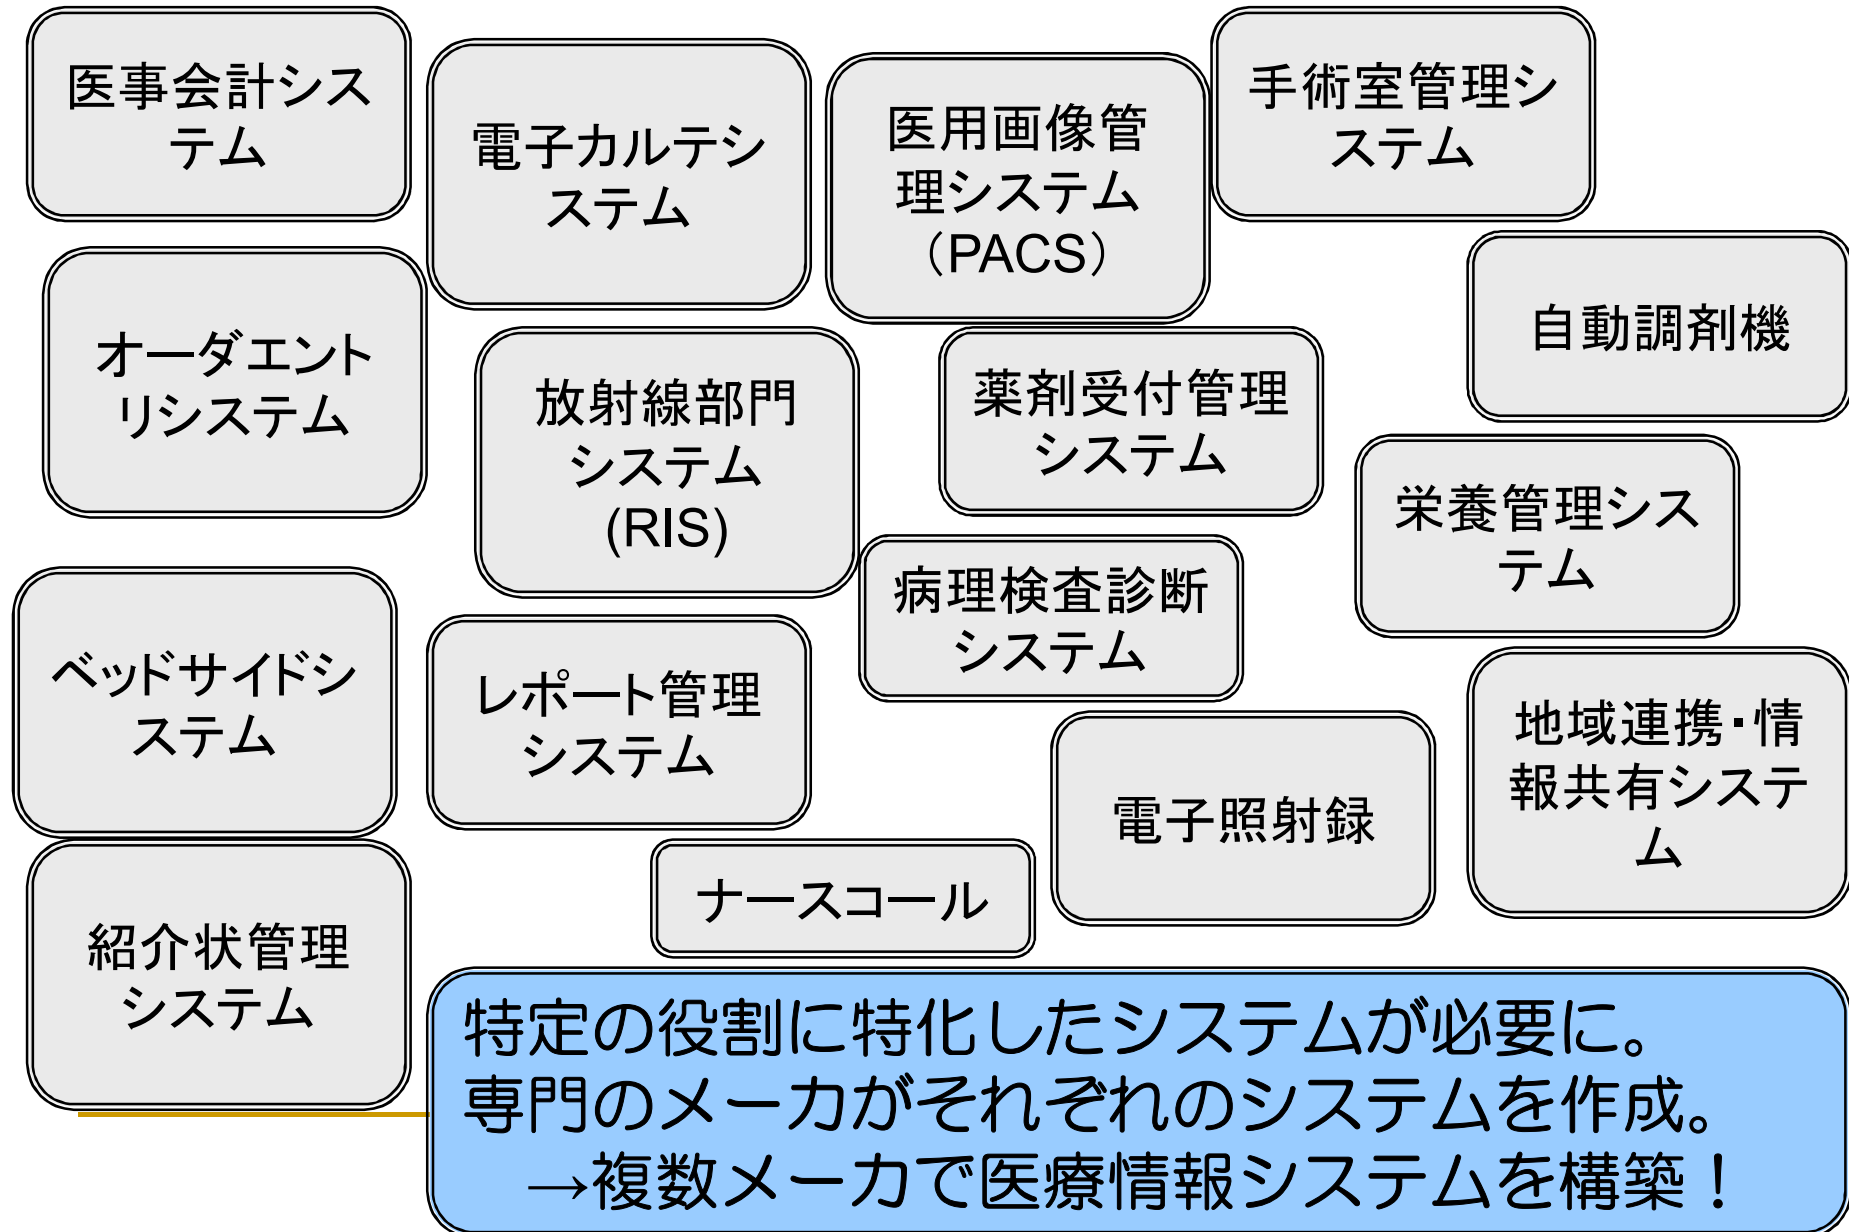 医事会計シス
テム
電子カルテシ
ステム
医用画像管
理システム
（PACS）
手術室管理シ
ステム
オーダエント
リシステム
放射線部門
システム
(RIS)
薬剤受付管理
システム
自動調剤機
栄養管理シス
テム
病理検査診断
システム
ベッドサイドシ
ステム
レポート管理
システム
地域連携・情
報共有システ
ム
電子照射録
ナースコール
紹介状管理
システム
特定の役割に特化したシステムが必要に。
専門のメーカがそれぞれのシステムを作成。
→複数メーカで医療情報システムを構築！